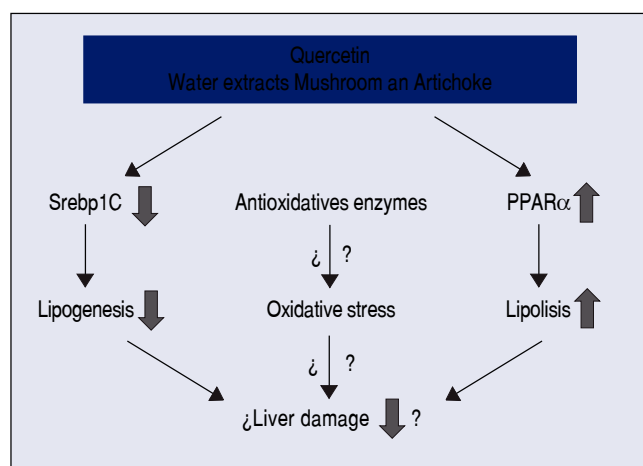 Quercetin
Water extracts Mushroom an Artichoke
Srebp1C
Antioxidatives enzymes
PPARα
¿ ?
Lipogenesis
Oxidative stress
Lipolisis
¿ ?
¿Liver damage ?